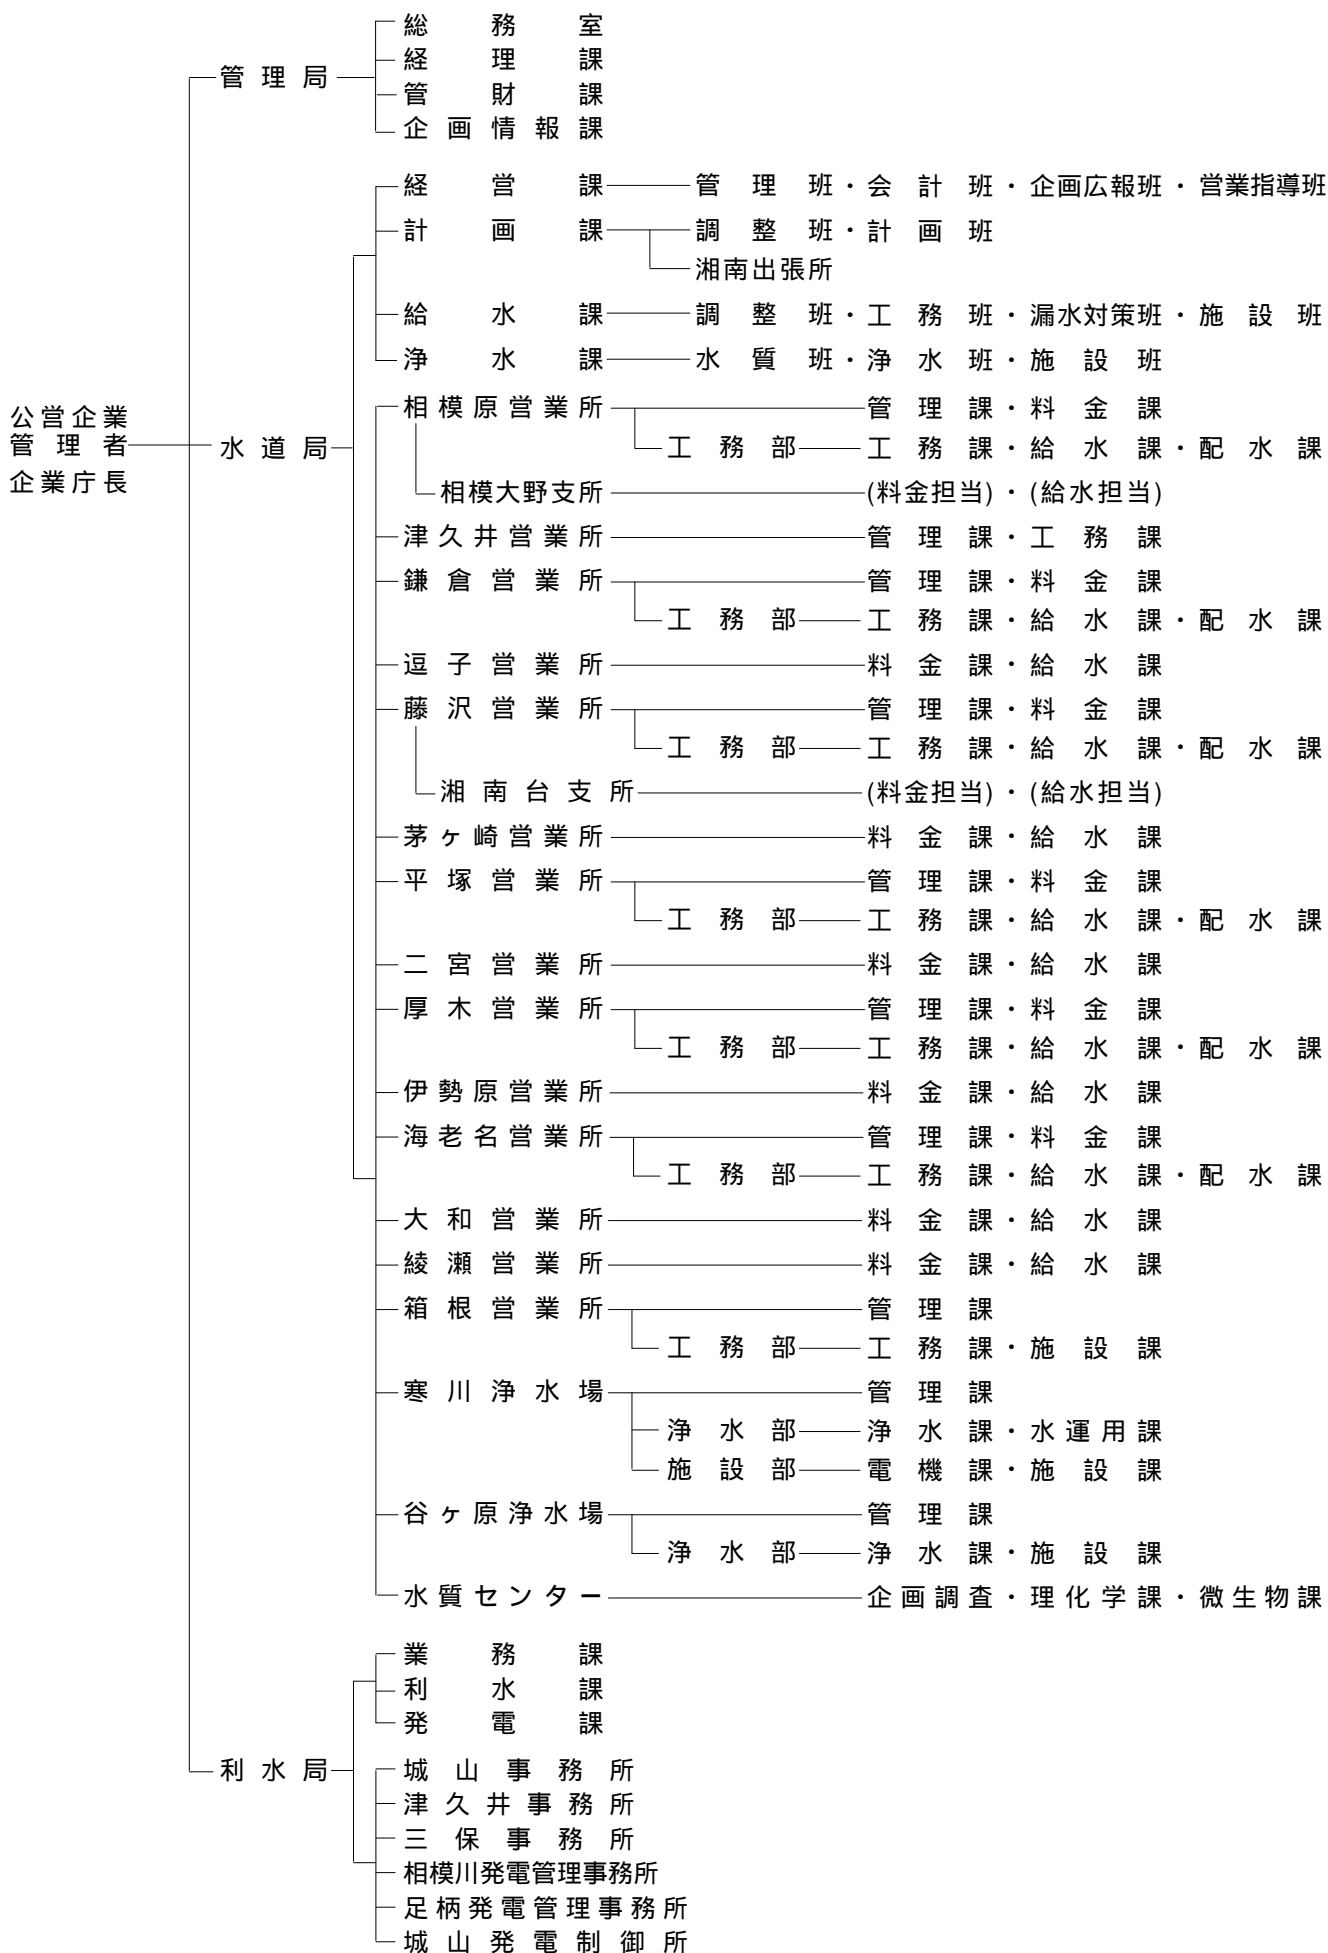 総務室
経理課
管理局
管財課
企画情報課
経営課 管理班・会計班・企画広報班・営業指導班
計画課 調整班・計画班
湘南出張所
給水課 調整班・工務班・漏水対策班・施設班
浄水課 水質班・浄水班・施設班
公営企業
管理者
企業庁長
水道局
相模原営業所 管理課・料金課
工務部 工務課・給水課・配水課
相模大野支所 (料金担当)・(給水担当)
津久井営業所 管理課・工務課
鎌倉営業所 管理課・料金課
工務部 工務課・給水課・配水課
逗子営業所 料金課・給水課
藤沢営業所 管理課・料金課
工務部 工務課・給水課・配水課
湘南台支所 (料金担当)・(給水担当)
茅ヶ崎営業所 料金課・給水課
平塚営業所 管理課・料金課
工務部 工務課・給水課・配水課
二宮営業所 料金課・給水課
厚木営業所 管理課・料金課
工務部 工務課・給水課・配水課
伊勢原営業所 料金課・給水課
海老名営業所 管理課・料金課
工務部 工務課・給水課・配水課
大和営業所 料金課・給水課
綾瀬営業所 料金課・給水課
箱根営業所 管理課
工務部 工務課・施設課
寒川浄水場 管理課
浄水部 浄水課・水運用課
施設部 電機課・施設課
谷ヶ原浄水場 管理課
浄水部 浄水課・施設課
水質センター 企画調査・理化学課・微生物課
業務課
利水課
発電課
利水局
城山事務所
津久井事務所
三保事務所
相模川発電管理事務所
足柄発電管理事務所
城山発電制御所